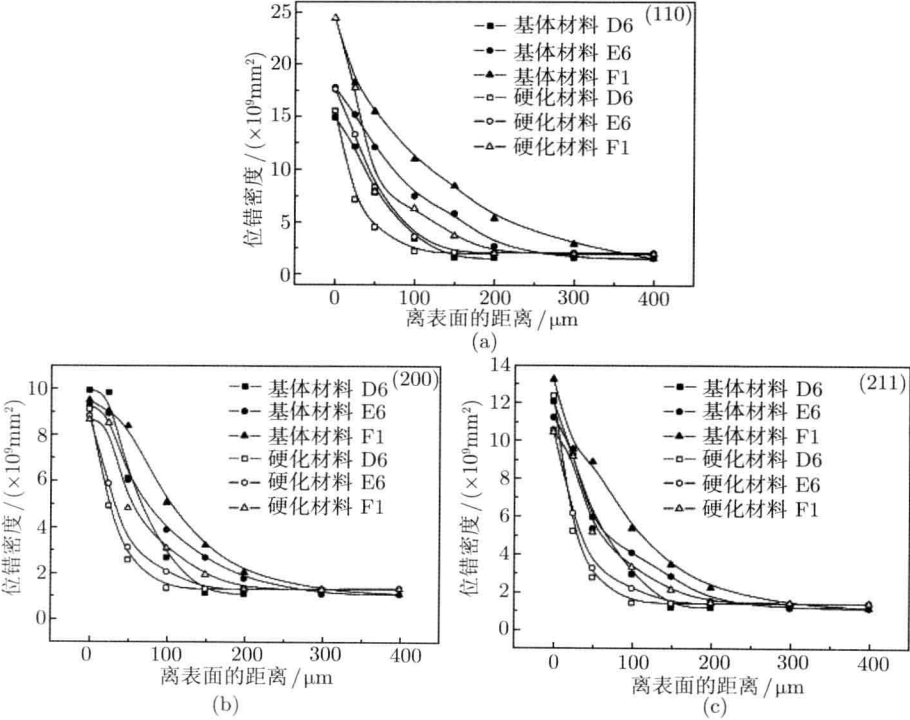 (110)
25
20
15
10
5
0
位错密度/(×10⁹mm²)
基体材料 D6
基体材料 E6
基体材料 F1
硬化材料 D6
硬化材料 E6
硬化材料 F1
0 100 200 300 400
离表面的距离/μm
(a)
(200)
10
8
6
4
2
0
位错密度/(×10⁹mm²)
基体材料 D6
基体材料 E6
基体材料 F1
硬化材料 D6
硬化材料 E6
硬化材料 F1
0 100 200 300 400
离表面的距离/μm
(b)
(211)
14
12
10
8
6
4
2
0
位错密度/(×10⁹mm²)
基体材料 D6
基体材料 E6
基体材料 F1
硬化材料 D6
硬化材料 E6
硬化材料 F1
0 100 200 300 400
离表面的距离/μm
(c)